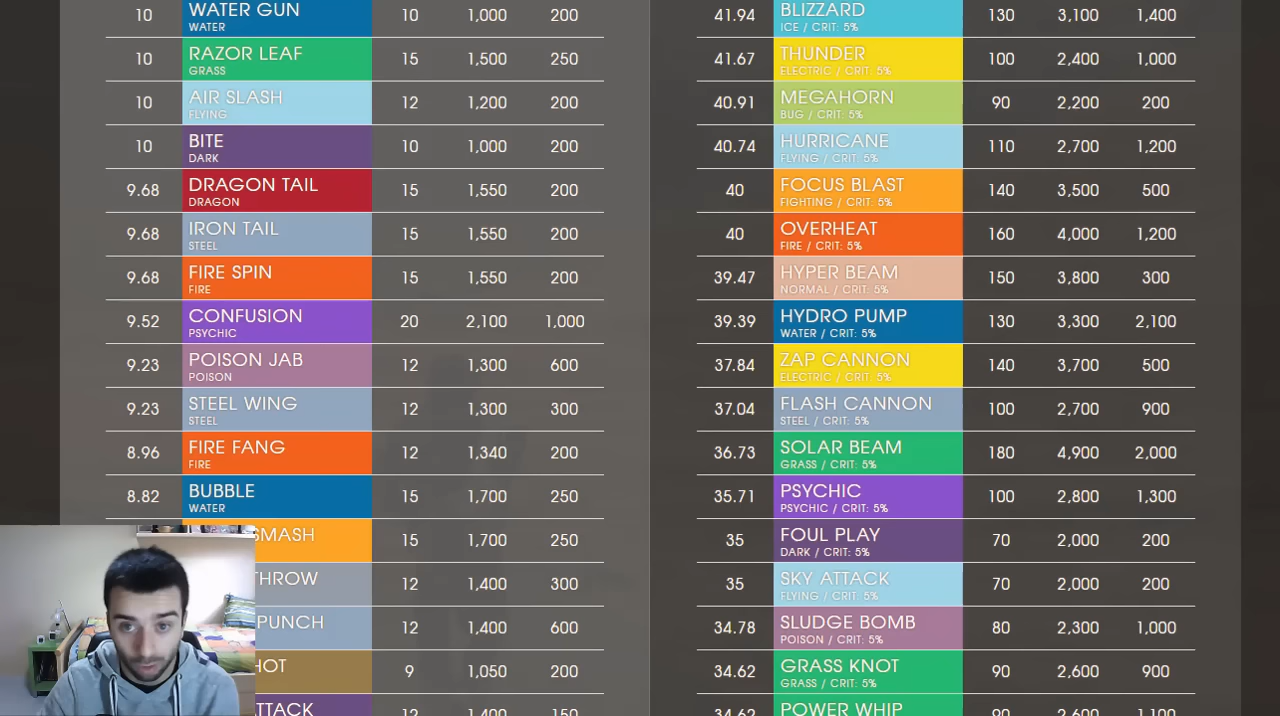 10 WATER GUN 10 1,000 200
WATER
10 RAZOR LEAF 15 1,500 250
GRASS
10 AIR SLASH 12 1,200 200
FLYING
10 BITE 10 1,000 200
DARK
9.68 DRAGON TAIL 15 1,550 200
DRAGON
9.68 IRON TAIL 15 1,550 200
STEEL
9.68 FIRE SPIN 15 1,550 200
FIRE
9.52 CONFUSION 20 2,100 1,000
PSYCHIC
9.23 POISON JAB 12 1,300 600
POISON
9.23 STEEL WING 12 1,300 300
STEEL
8.96 FIRE FANG 12 1,340 200
FIRE
8.82 BUBBLE 15 1,700 250
WATER
SMASH 15 1,700 250
THROW 12 1,400 300
PUNCH 12 1,400 600
HOT 9 1,050 200
TTACK 12 1,400 150
41.94 BLIZZARD 130 3,100 1,400
ICE / CRIT: 5%
41.67 THUNDER 100 2,400 1,000
ELECTRIC / CRIT: 5%
40.91 MEGAHORN 90 2,200 200
BUG / CRIT: 5%
40.74 HURRICANE 110 2,700 1,200
FLYING / CRIT: 5%
40 FOCUS BLAST 140 3,500 500
FIGHTING / CRIT: 5%
40 OVERHEAT 160 4,000 1,200
FIRE / CRIT: 5%
39.47 HYPER BEAM 150 3,800 300
NORMAL / CRIT: 5%
39.39 HYDRO PUMP 130 3,300 2,100
WATER / CRIT: 5%
37.84 ZAP CANNON 140 3,700 500
ELECTRIC / CRIT: 5%
37.04 FLASH CANNON 100 2,700 900
STEEL / CRIT: 5%
36.73 SOLAR BEAM 180 4,900 2,000
GRASS / CRIT: 5%
35.71 PSYCHIC 100 2,800 1,300
PSYCHIC / CRIT: 5%
35 FOUL PLAY 70 2,000 200
DARK / CRIT: 5%
35 SKY ATTACK 70 2,000 200
FLYING / CRIT: 5%
34.78 SLUDGE BOMB 80 2,300 1,000
POISON / CRIT: 5%
34.62 GRASS KNOT 90 2,600 900
GRASS / CRIT: 5%
34.62 POWER WHIP 90 2,600 1,100